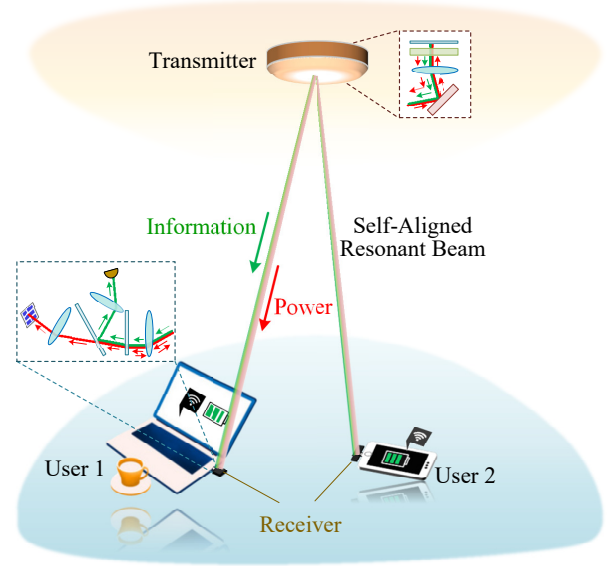 Transmitter
Information
Self-Aligned
Resonant Beam
Power
User 1
User 2
Receiver